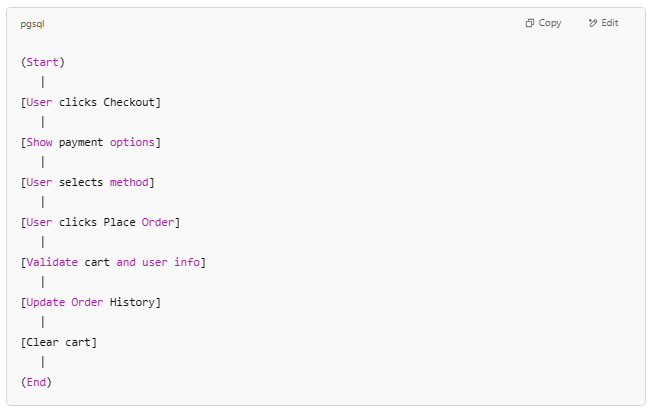 pgsql Copy Edit
(Start)
|
[User clicks Checkout]
|
[Show payment options]
|
[User selects method]
|
[User clicks Place Order]
|
[Validate cart and user info]
|
[Update Order History]
|
[Clear cart]
|
(End)